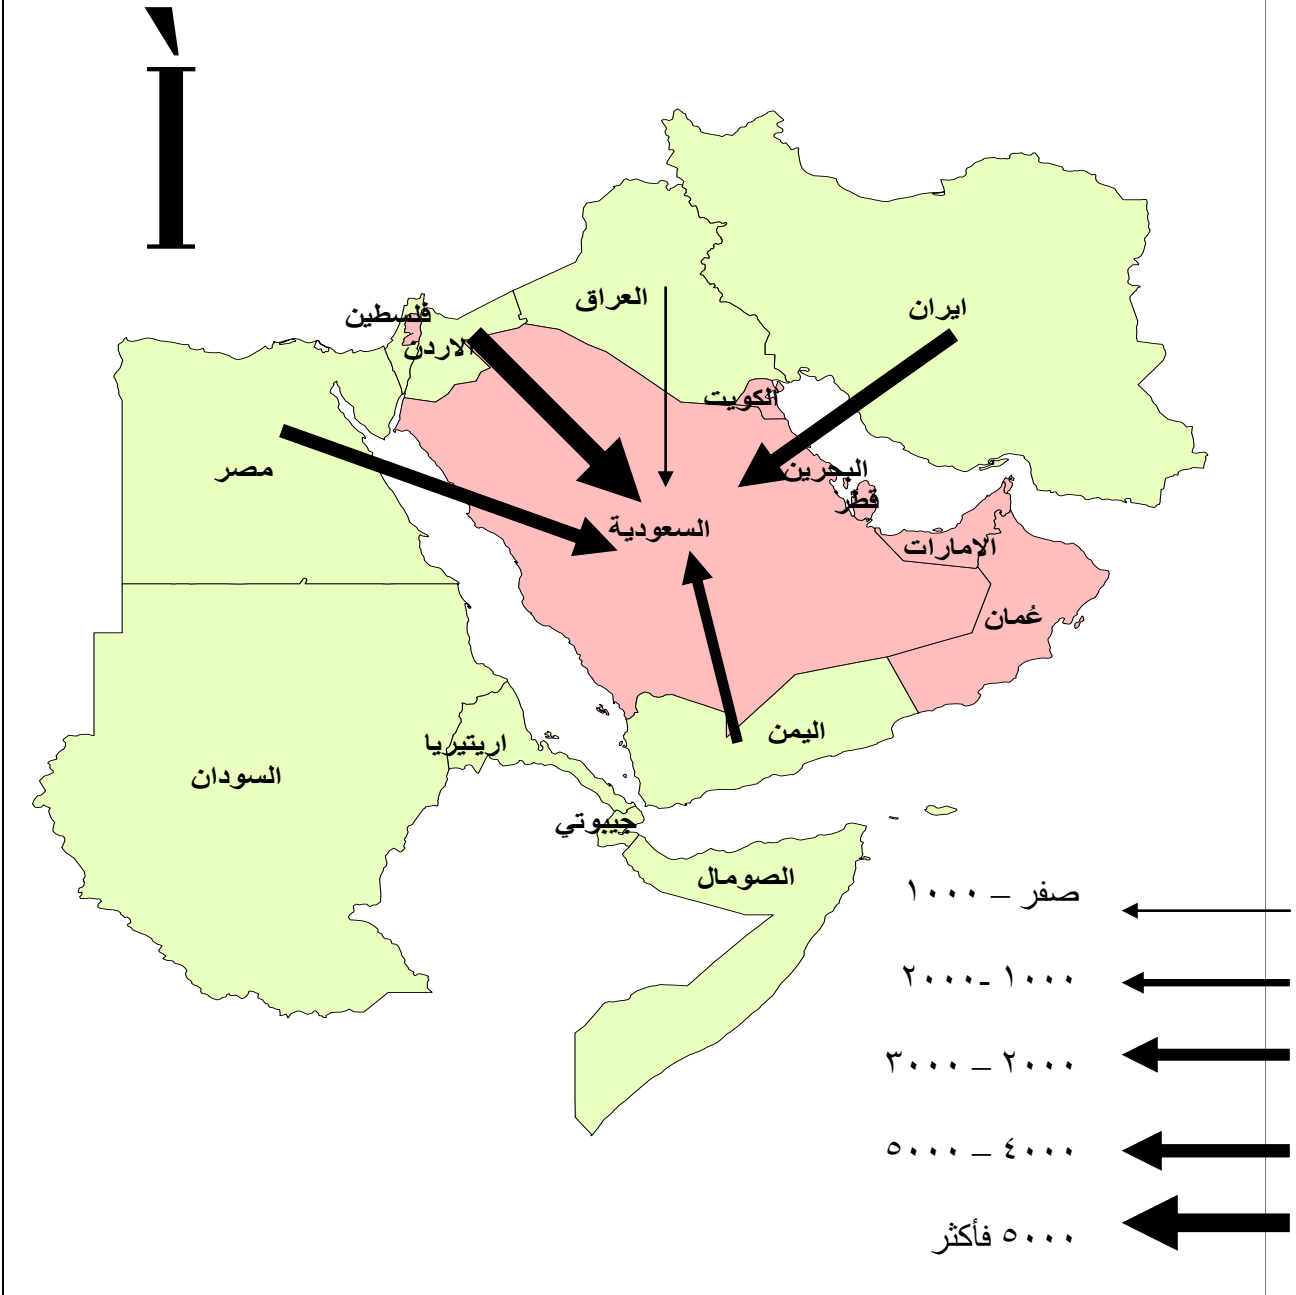 Ì
ايران
العراق
فلسطين
الاردن
الكويت
مصر
البحرين
قطر
السعودية
الامارات
عُمان
اليمن
اريتيريا
السودان
جيبوتي
الصومال
صفر – ١٠٠٠
١٠٠٠ -٢٠٠٠
٢٠٠٠ – ٣٠٠٠
٤٠٠٠ – ٥٠٠٠
٥٠٠٠ فأكثر